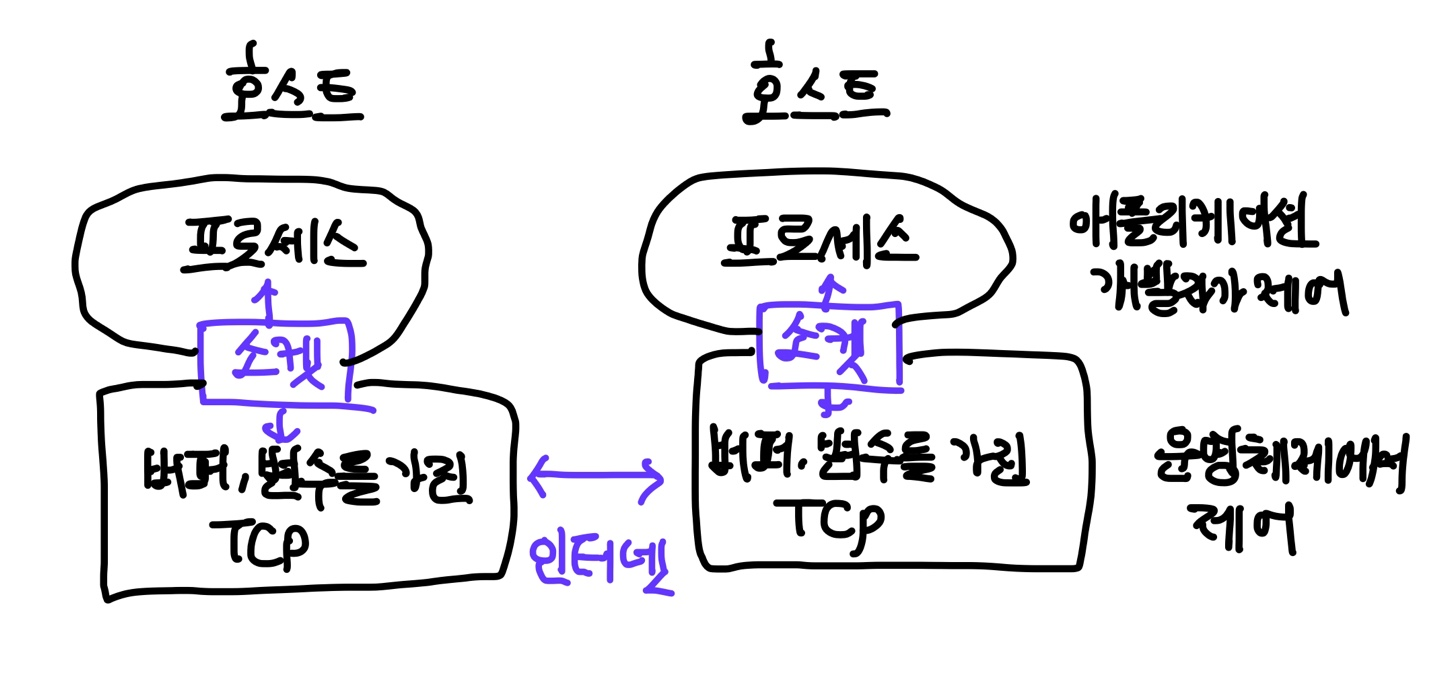 호스트
호스트
프로세스
소켓
버퍼, 변수를 가진
TCP
인터넷
프로세스
소켓
버퍼, 변수를 가진
TCP
애플리케이션
개발자가 제어
운영체제에서
제어